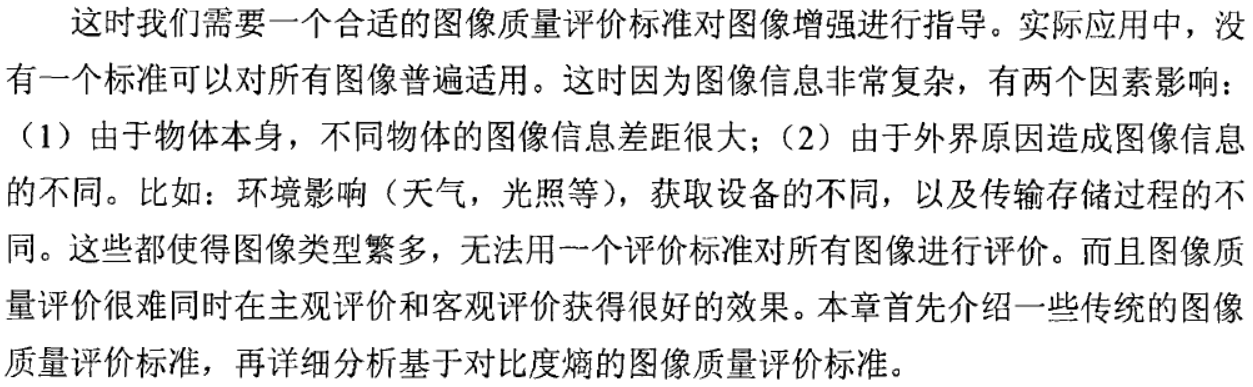 这时我们需要一个合适的图像质量评价标准对图像增强进行指导。实际应用中，没
有一个标准可以对所有图像普遍适用。这时因为图像信息非常复杂，有两个因素影响：
（1）由于物体本身，不同物体的图像信息差距很大；（2）由于外界原因造成图像信息
的不同。比如：环境影响（天气，光照等），获取设备的不同，以及传输存储过程的不
同。这些都使得图像类型繁多，无法用一个评价标准对所有图像进行评价。而且图像质
量评价很难同时在主观评价和客观评价获得很好的效果。本章首先介绍一些传统的图像
质量评价标准，再详细分析基于对比度熵的图像质量评价标准。